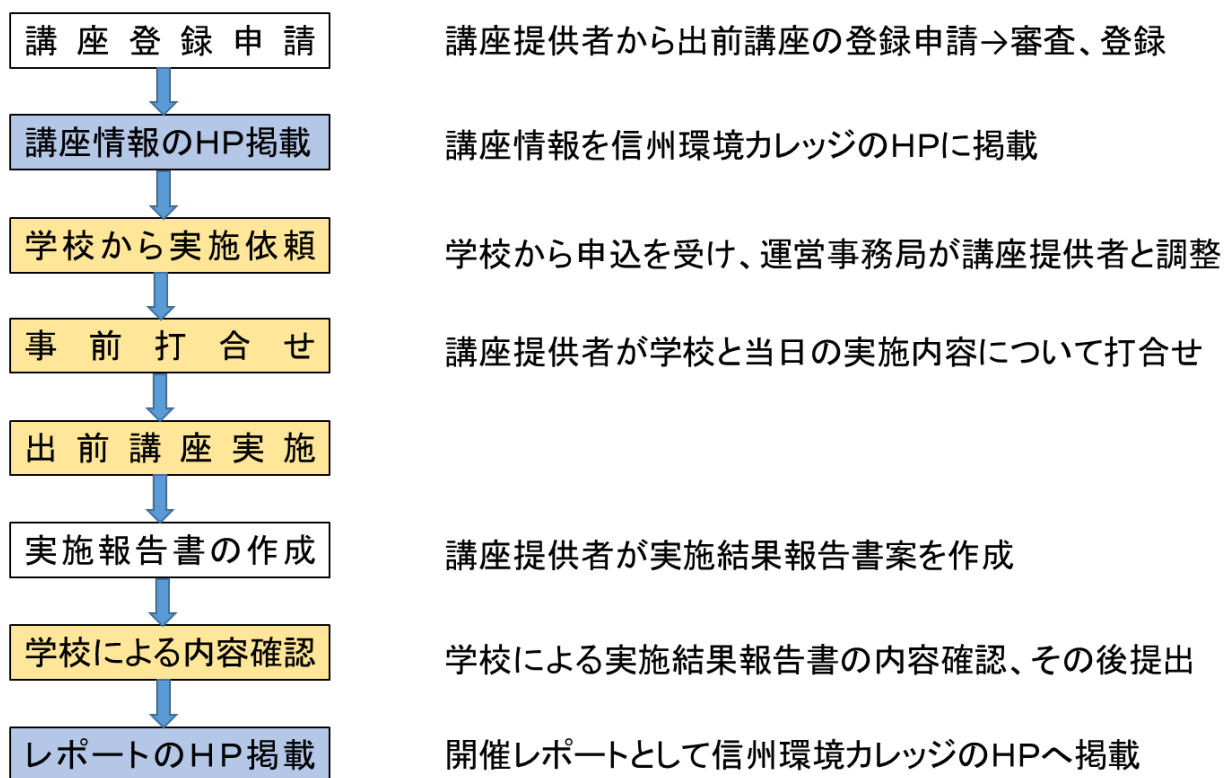 講座登録申請 講座提供者から出前講座の登録申請→審査、登録
講座情報のHP掲載 講座情報を信州環境カレッジのHPに掲載
学校から実施依頼 学校から申込を受け、運営事務局が講座提供者と調整
事前打合せ 講座提供者が学校と当日の実施内容について打合せ
出前講座実施
実施報告書の作成 講座提供者が実施結果報告書案を作成
学校による内容確認 学校による実施結果報告書の内容確認、その後提出
レポートのHP掲載 開催レポートとして信州環境カレッジのHPへ掲載